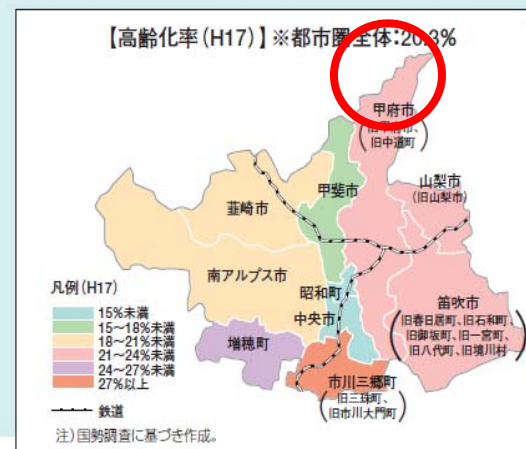 【高齢化率(H17)】※都市圏全体:20.3%
甲府市
(旧甲府市、
旧中道町)
山梨市
(旧山梨市)
甲斐市
韮崎市
南アルプス市
昭和町
中央市
笛吹市
(旧春日居町、旧石和町、
旧御坂町、旧一宮町、
旧八代町、旧境川村)
増穂町
市川三郷町
(旧三珠町、
旧市川大門町)
凡例(H17)
15%未満
15~18%未満
18~21%未満
21~24%未満
24~27%未満
27%以上
鉄道
注)国勢調査に基づき作成。